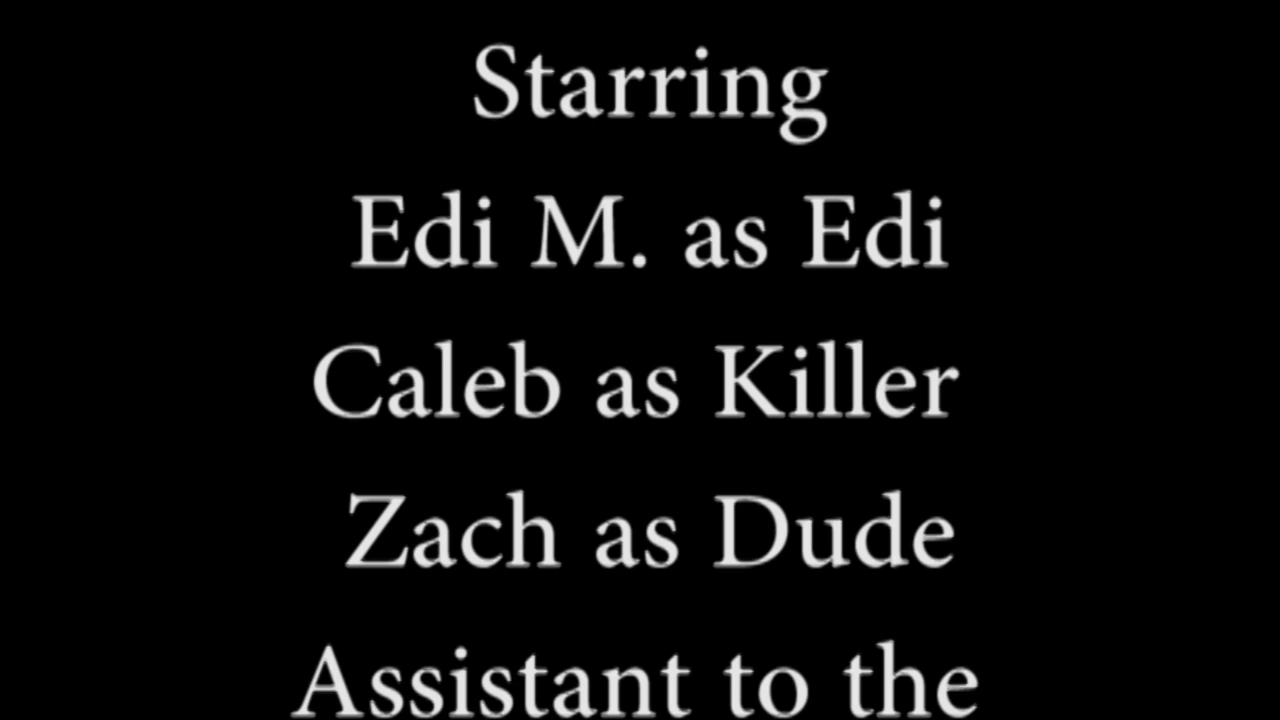 Starring
Edi M. as Edi
Caleb as Killer
Zach as Dude
Assistant to the